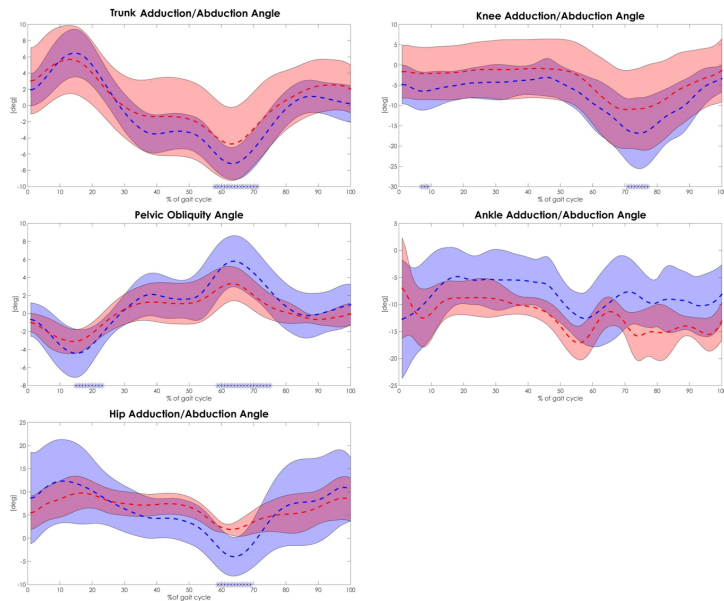 Trunk Adduction/Abduction Angle
10
8
6
4
2
0
-2
-4
-6
-8
-10
[deg]
0 10 20 30 40 50 60 70 80 90 100
% of gait cycle
Knee Adduction/Abduction Angle
10
5
0
-5
-10
-15
-20
-25
-30
[deg]
0 10 20 30 40 50 60 70 80 90 100
% of gait cycle
Pelvic Obliquity Angle
10
8
6
4
2
0
-2
-4
-6
-8
[deg]
0 10 20 30 40 50 60 70 80 90 100
% of gait cycle
Ankle Adduction/Abduction Angle
5
0
-5
-10
-15
-20
-25
[deg]
0 10 20 30 40 50 60 70 80 90 100
% of gait cycle
Hip Adduction/Abduction Angle
25
20
15
10
5
0
-5
-10
[deg]
0 10 20 30 40 50 60 70 80 90 100
%of gait cycle